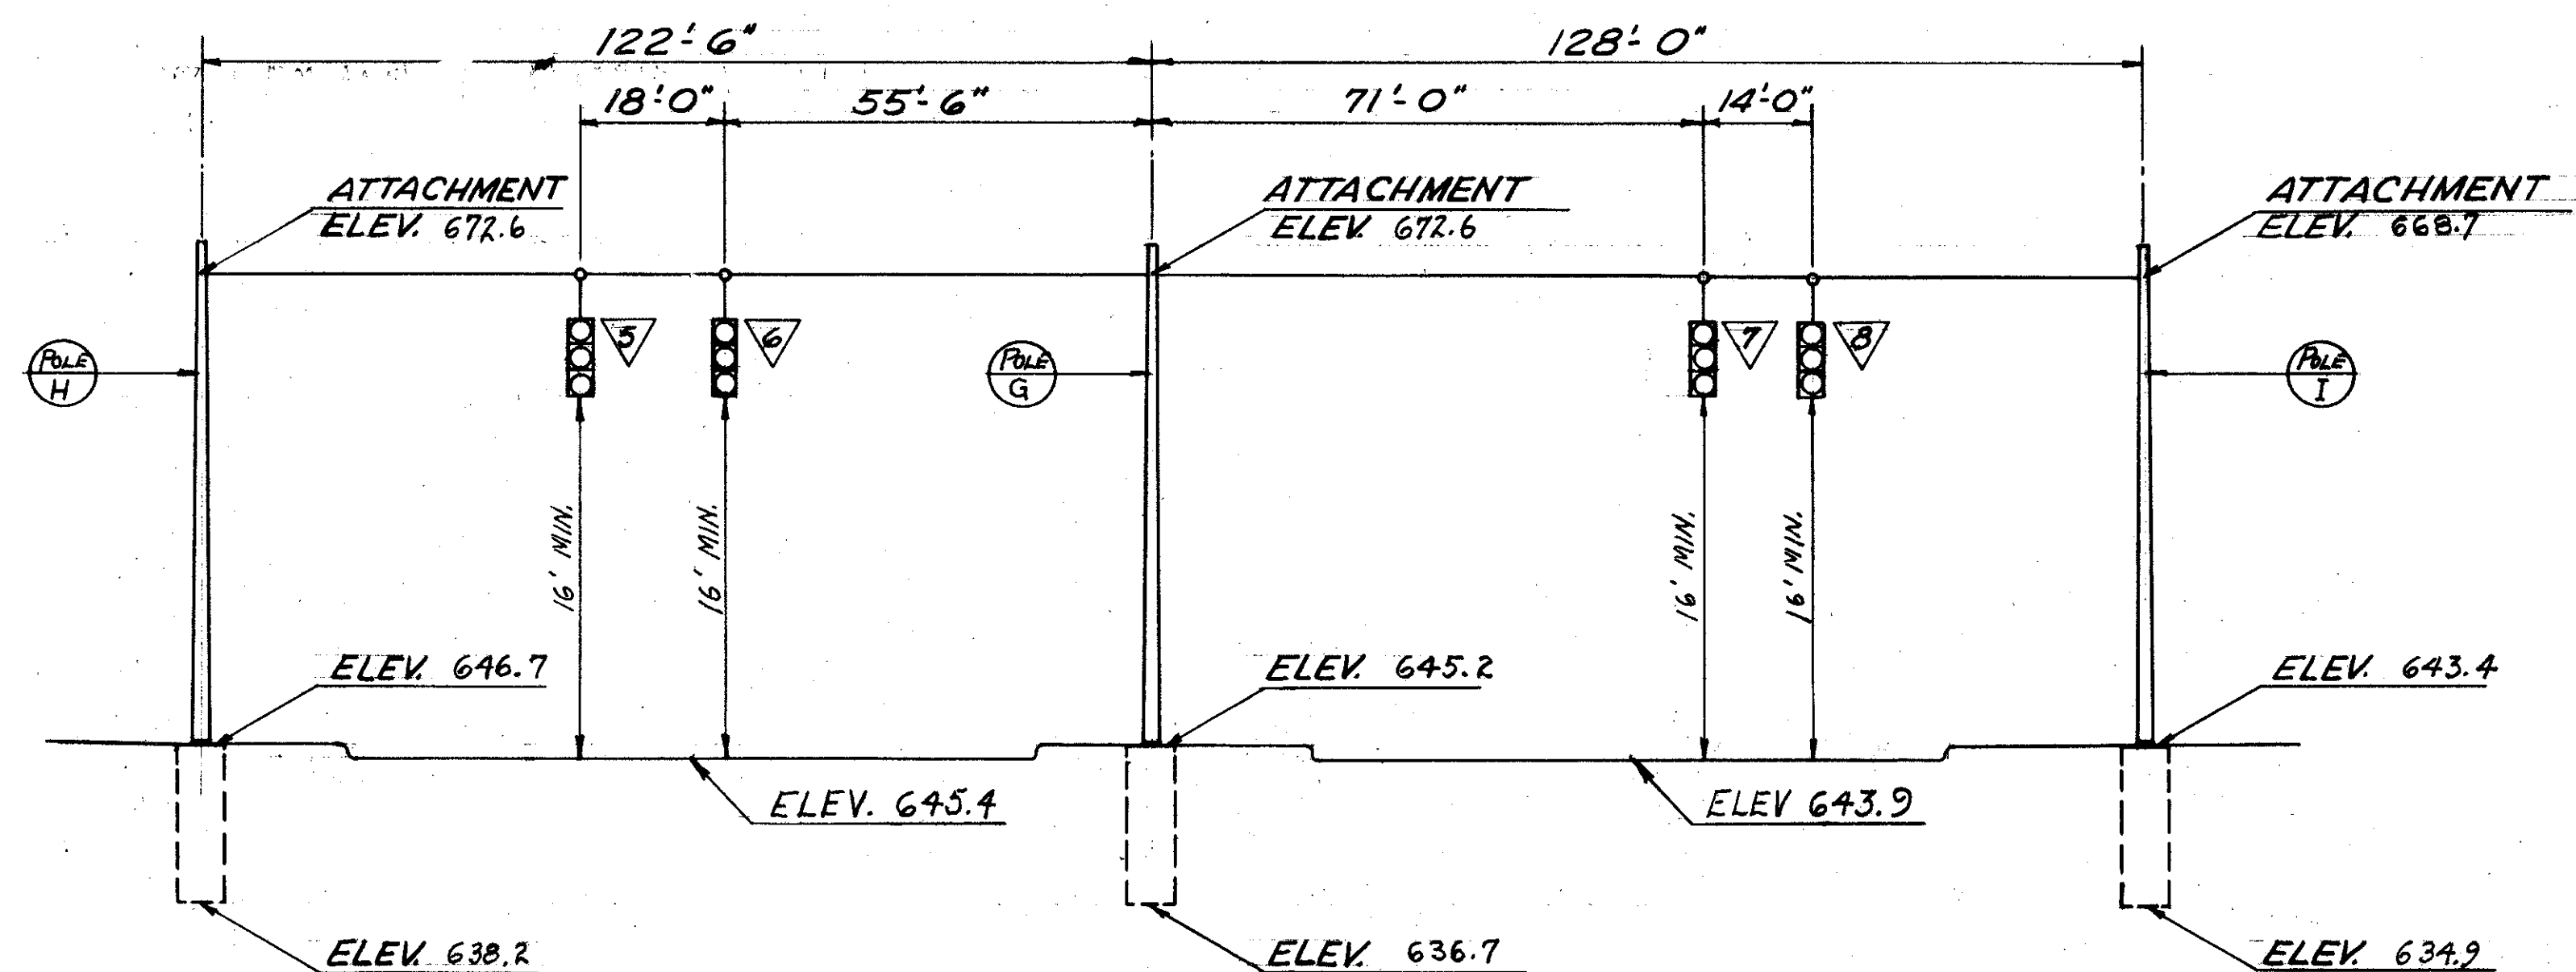 122'-6"
128'-0"
18'-0"
55'-6"
71'-0"
14'-0"
ATTACHMENT
ELEV. 672.6
ATTACHMENT
ELEV. 672.6
ATTACHMENT
ELEV. 668.7
5
6
7
8
POLE
H
POLE
G
POLE
I
16' MIN.
16' MIN.
16' MIN.
16' MIN.
ELEV. 646.7
ELEV. 645.2
ELEV. 643.4
ELEV. 645.4
ELEV 643.9
ELEV. 638.2
ELEV. 636.7
ELEV. 634.9